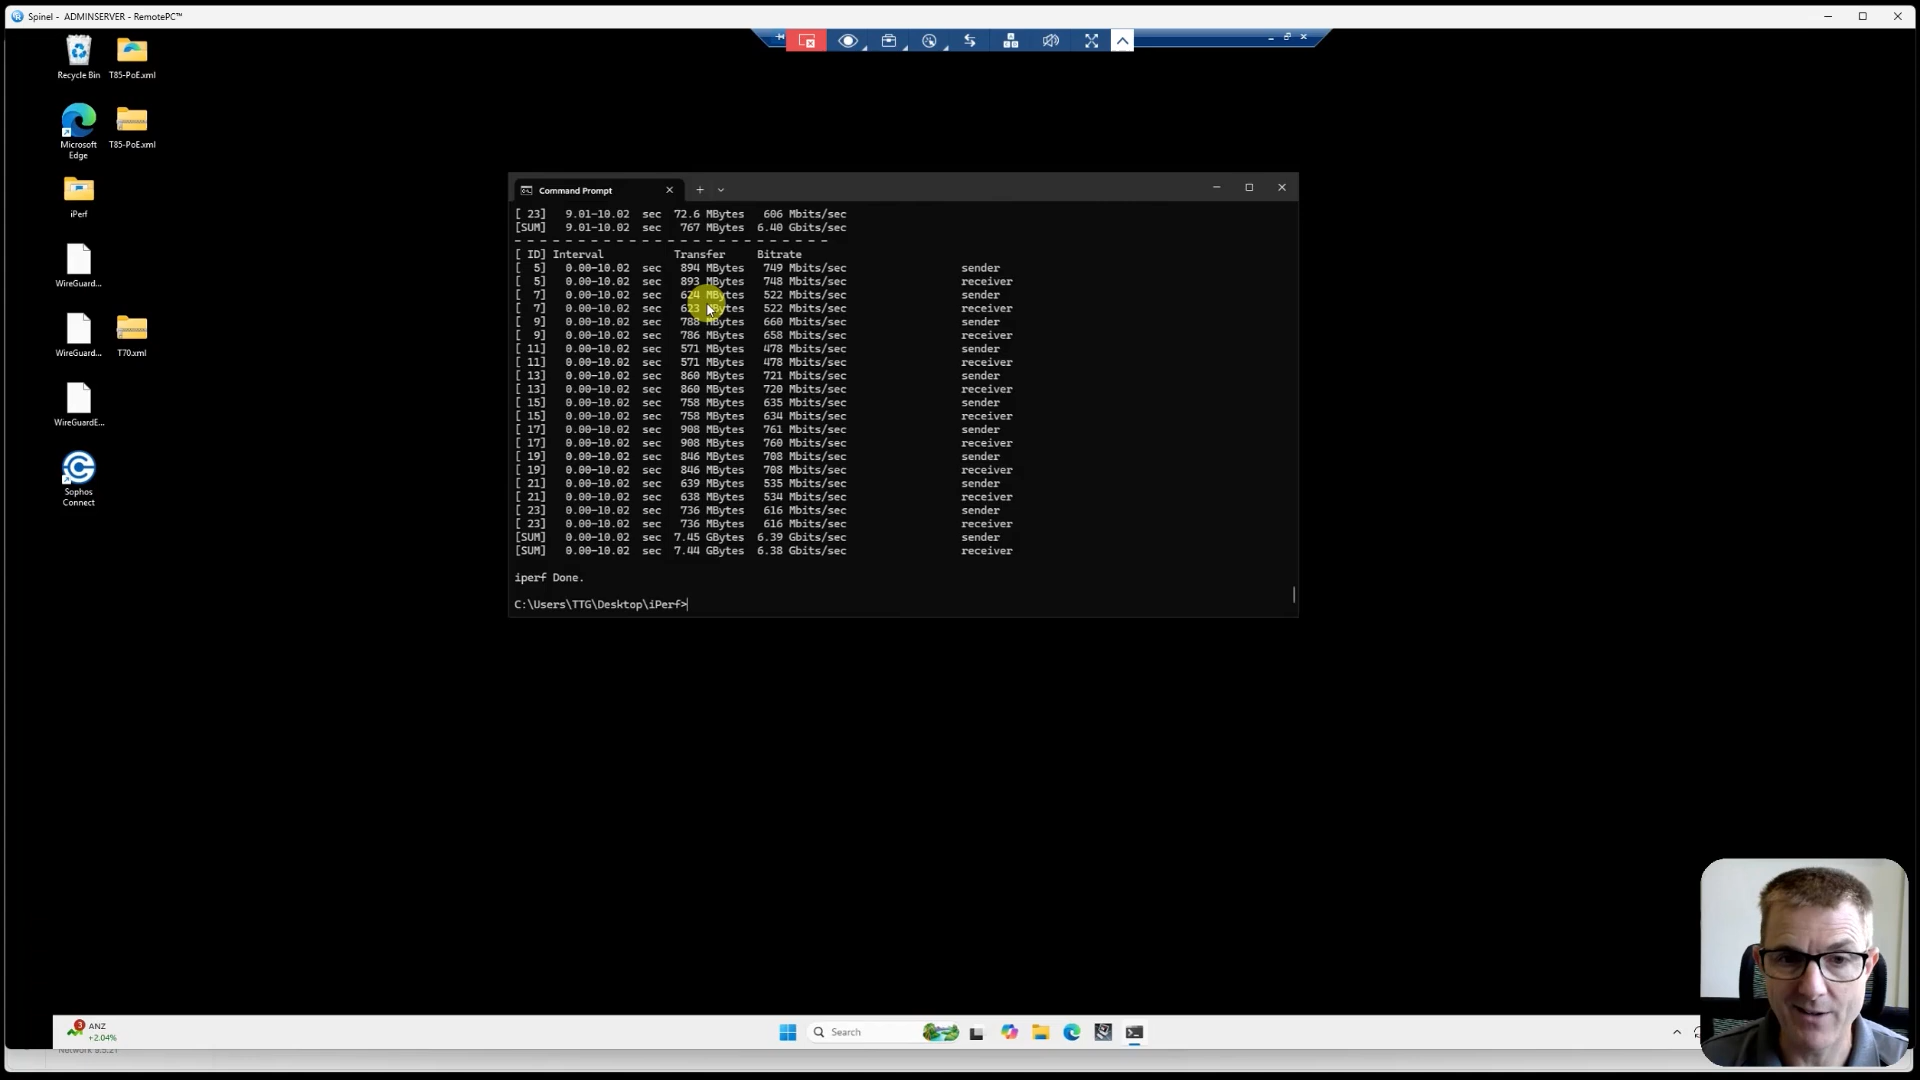 Spinel - ADMINSERVER - RemotePC™
Recycle Bin
T85-PoE.xml
Microsoft
Edge
T85-PoE.xml
iPerf
WireGuard...
WireGuard...
T70.xml
WireGuardE...
Sophos
Connect
Command Prompt
[ 23] 9.01-10.02 sec 72.6 MBytes 606 Mbits/sec
[SUM] 9.01-10.02 sec 767 MBytes 6.40 Gbits/sec
- - - - - - - - - - - - - - - - - - - - - - - - -
[ ID] Interval Transfer Bitrate
[ 5] 0.00-10.02 sec 894 MBytes 749 Mbits/sec sender
[ 5] 0.00-10.02 sec 893 MBytes 748 Mbits/sec receiver
[ 7] 0.00-10.02 sec 624 MBytes 522 Mbits/sec sender
[ 7] 0.00-10.02 sec 623 MBytes 522 Mbits/sec receiver
[ 9] 0.00-10.02 sec 788 MBytes 660 Mbits/sec sender
[ 9] 0.00-10.02 sec 786 MBytes 658 Mbits/sec receiver
[ 11] 0.00-10.02 sec 571 MBytes 478 Mbits/sec sender
[ 11] 0.00-10.02 sec 571 MBytes 478 Mbits/sec receiver
[ 13] 0.00-10.02 sec 860 MBytes 721 Mbits/sec sender
[ 13] 0.00-10.02 sec 860 MBytes 720 Mbits/sec receiver
[ 15] 0.00-10.02 sec 758 MBytes 635 Mbits/sec sender
[ 15] 0.00-10.02 sec 758 MBytes 634 Mbits/sec receiver
[ 17] 0.00-10.02 sec 908 MBytes 761 Mbits/sec sender
[ 17] 0.00-10.02 sec 908 MBytes 760 Mbits/sec receiver
[ 19] 0.00-10.02 sec 846 MBytes 708 Mbits/sec sender
[ 19] 0.00-10.02 sec 846 MBytes 708 Mbits/sec receiver
[ 21] 0.00-10.02 sec 639 MBytes 535 Mbits/sec sender
[ 21] 0.00-10.02 sec 638 MBytes 534 Mbits/sec receiver
[ 23] 0.00-10.02 sec 736 MBytes 616 Mbits/sec sender
[ 23] 0.00-10.02 sec 736 MBytes 616 Mbits/sec receiver
[SUM] 0.00-10.02 sec 7.45 GBytes 6.39 Gbits/sec sender
[SUM] 0.00-10.02 sec 7.44 GBytes 6.38 Gbits/sec receiver
iperf Done.
C:\Users\TTG\Desktop\iPerf>
3
ANZ
+2.04%
Search